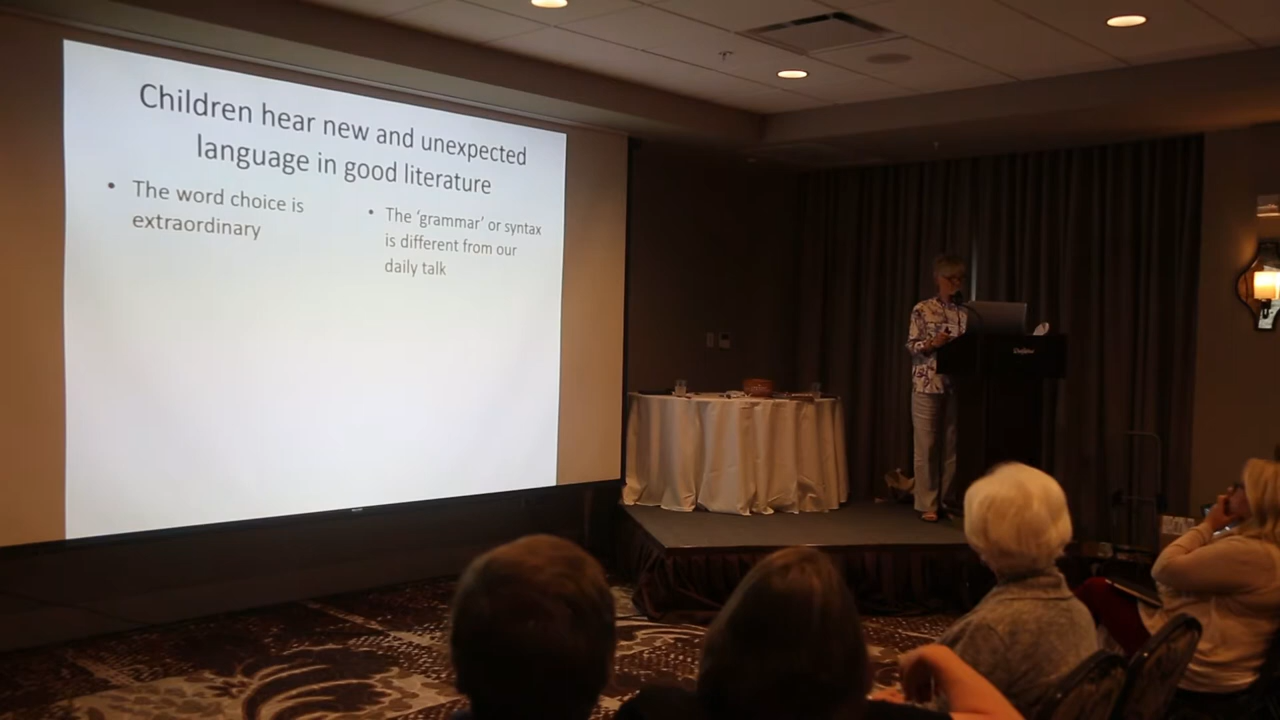 Children hear new and unexpected
language in good literature
• The word choice is
extraordinary
• The ‘grammar’ or syntax
is different from our
daily talk